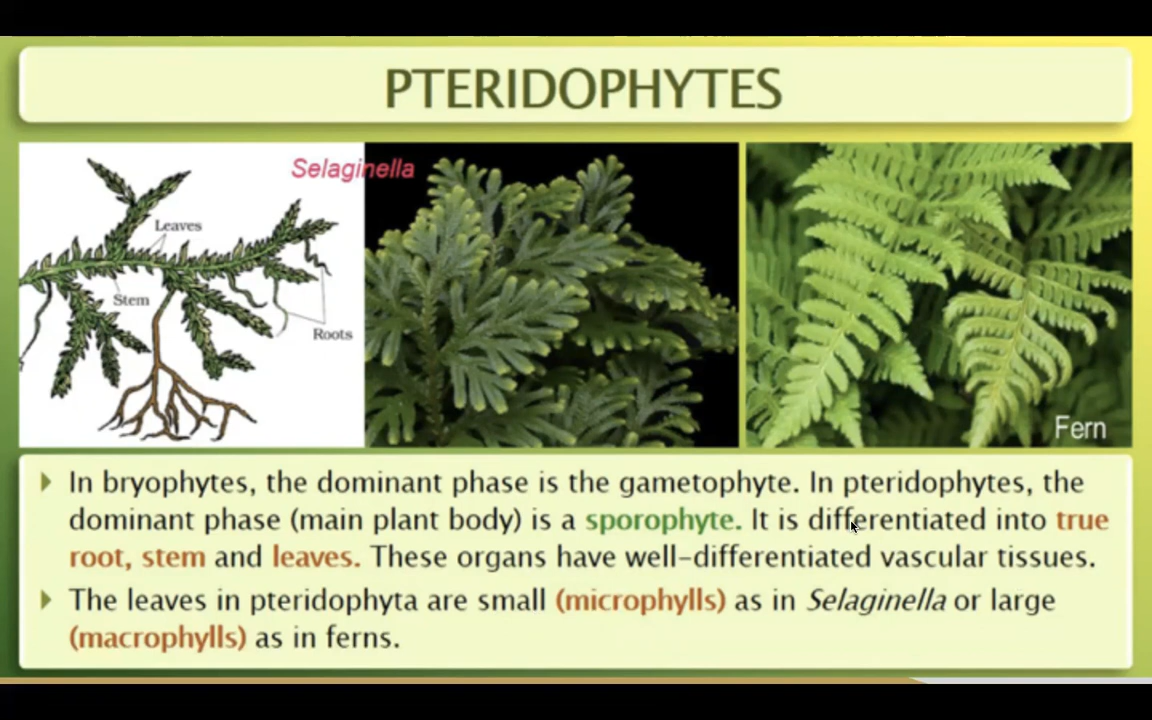 PTERIDOPHYTES
Selaginella
Leaves
Stem
Roots
Fern
In bryophytes, the dominant phase is the gametophyte. In pteridophytes, the
dominant phase (main plant body) is a sporophyte. It is differentiated into true
root, stem and leaves. These organs have well-differentiated vascular tissues.
The leaves in pteridophyta are small (microphylls) as in Selaginella or large
(macrophylls) as in ferns.